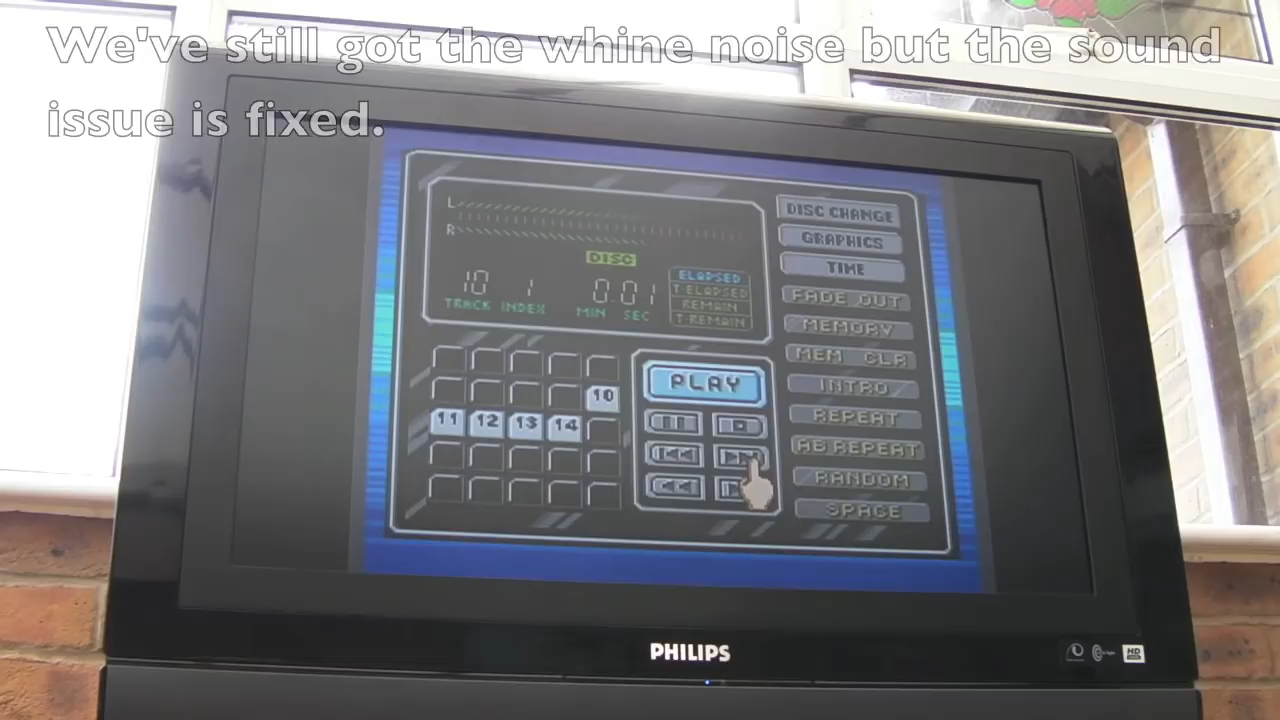 We've still got the whine noise but the sound
issue is fixed.
L
R
DISC
10 1 0:01
TRACK INDEX MIN SEC
ELAPSED
T-ELAPSED
REMAIN
T-REMAIN
DISC CHANGE
GRAPHICS
TIME
FADE OUT
MEMORY
MEM CLR
INTRO
REPEAT
AB REPEAT
RANDOM
SPACE
10
11 12 13 14
PLAY
PHILIPS
HD